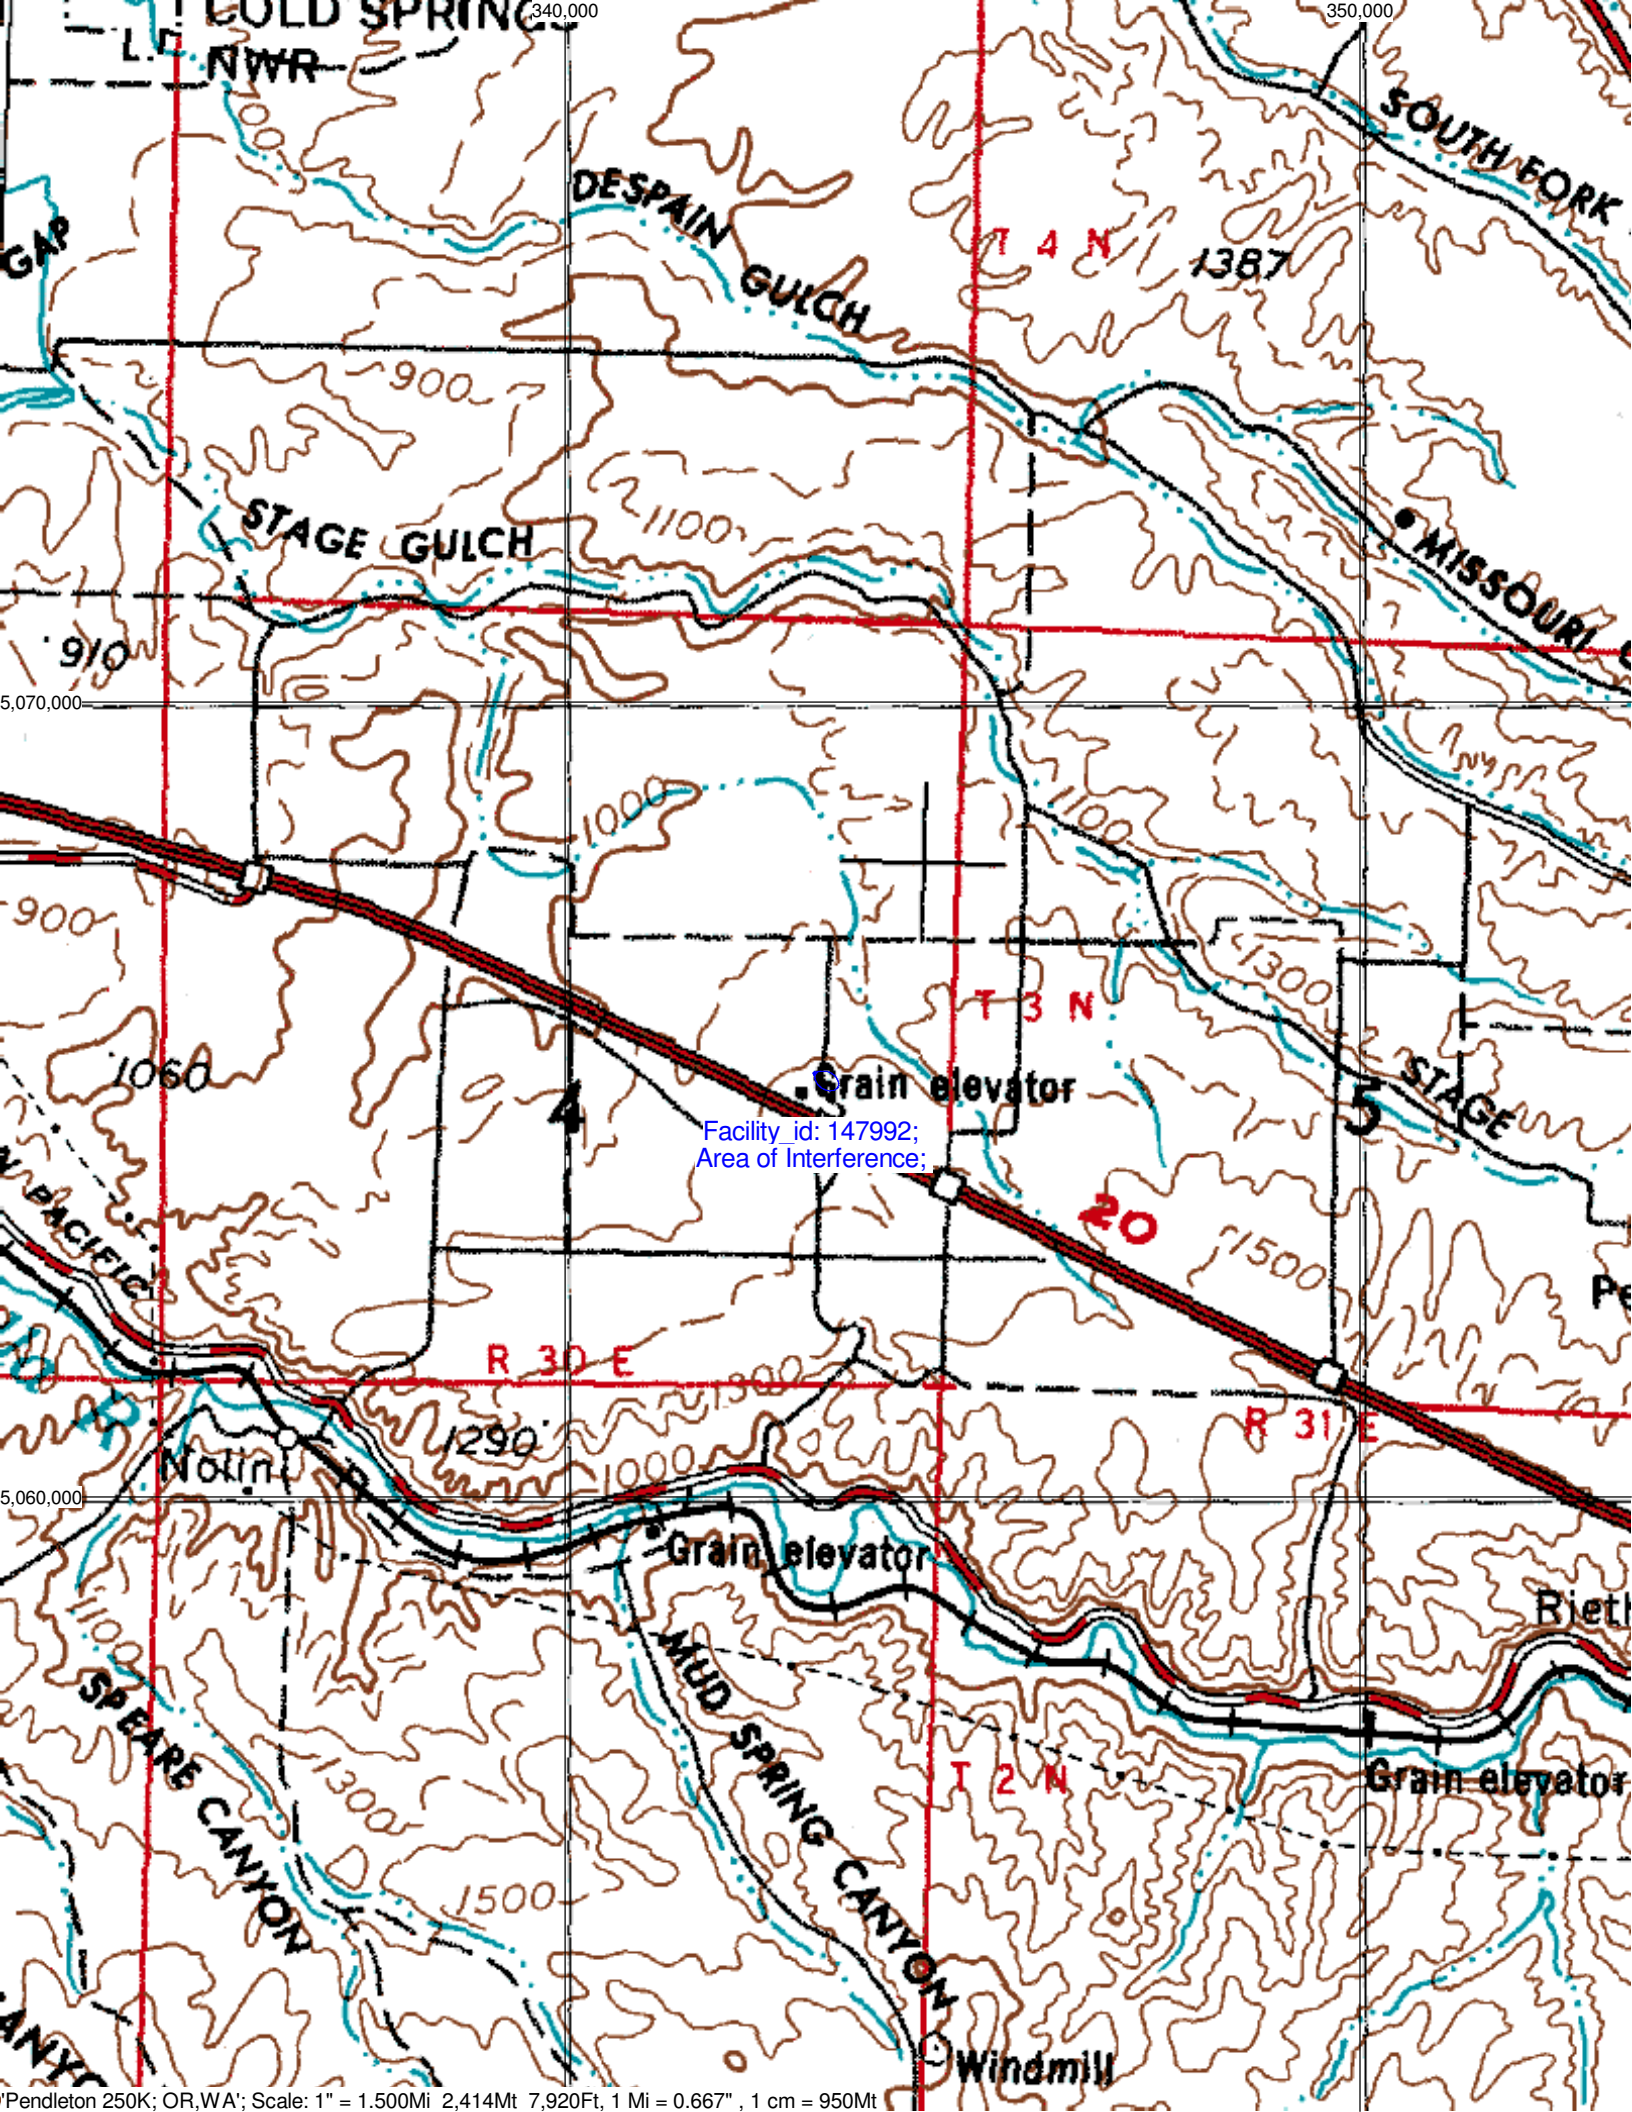 COLD SPRINGS
340,000
350,000
L.
NWR
SOUTH FORK
DESPAIN
GULCH
GAP
T 4 N
1387
900
STAGE GULCH
1100
MISSOURI
910
5,070,000
1000
1100
900
1300
T 3 N
1060
Grain elevator
4
5
STAGE
Facility_id: 147992;
Area of Interference;
20
1500
PACIFIC
R 30 E
1300
R 31 E
1290
1000
Nolin
5,060,000
Grain elevator
1000
MUD SPRING CANYON
SPEARE CANYON
T 2 N
1300
Grain elevator
1500
Windmill
'Pendleton 250K; OR,WA'; Scale: 1" = 1.500Mi 2,414Mt 7,920Ft, 1 Mi = 0.667" , 1 cm = 950Mt